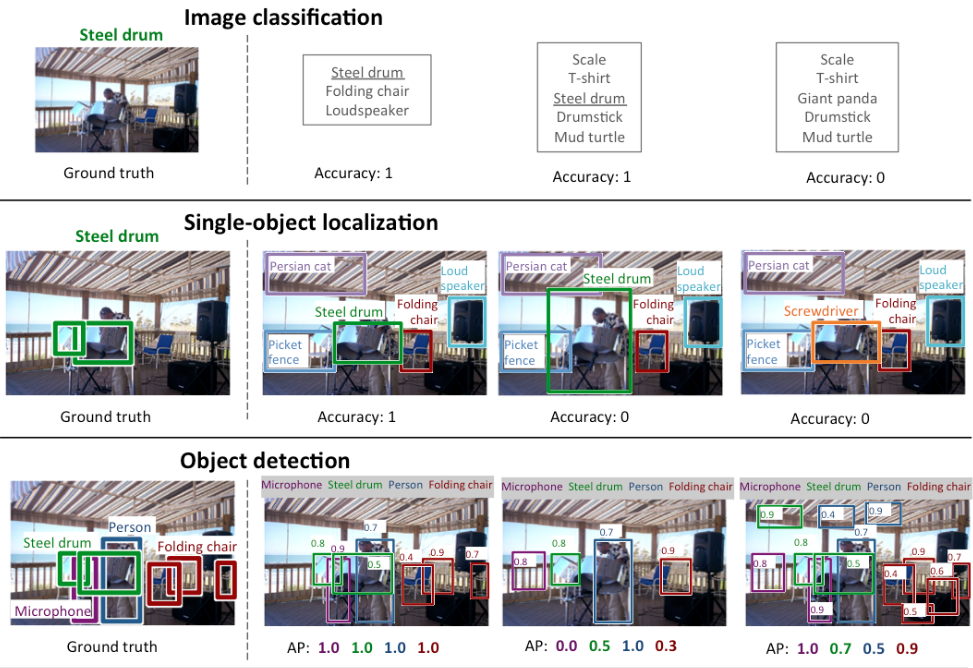 Image classification
Steel drum
Ground truth
Steel drum
Folding chair
Loudspeaker
Accuracy: 1
Scale
T-shirt
Steel drum
Drumstick
Mud turtle
Accuracy: 1
Scale
T-shirt
Giant panda
Drumstick
Mud turtle
Accuracy: 0
Single-object localization
Steel drum
Ground truth
Persian cat
Loud
speaker
Steel drum
Folding
chair
Picket
fence
Accuracy: 1
Persian cat
Loud
speaker
Steel drum
Folding
chair
Picket
fence
Accuracy: 0
Persian cat
Loud
speaker
Screwdriver
Folding
chair
Picket
fence
Accuracy: 0
Object detection
Person
Steel drum
Folding chair
Microphone
Ground truth
Microphone Steel drum Person Folding chair
0.7
0.8
0.9
0.5
0.4
0.9
0.7
AP: 1.0 1.0 1.0 1.0
Microphone Steel drum Person Folding chair
0.7
0.8
0.8
0.9
AP: 0.0 0.5 1.0 0.3
Microphone Steel drum Person Folding chair
0.9
0.4
0.9
0.7
0.8
0.8
0.5
0.9
0.7
0.4
0.6
0.9
0.5
AP: 1.0 0.7 0.5 0.9